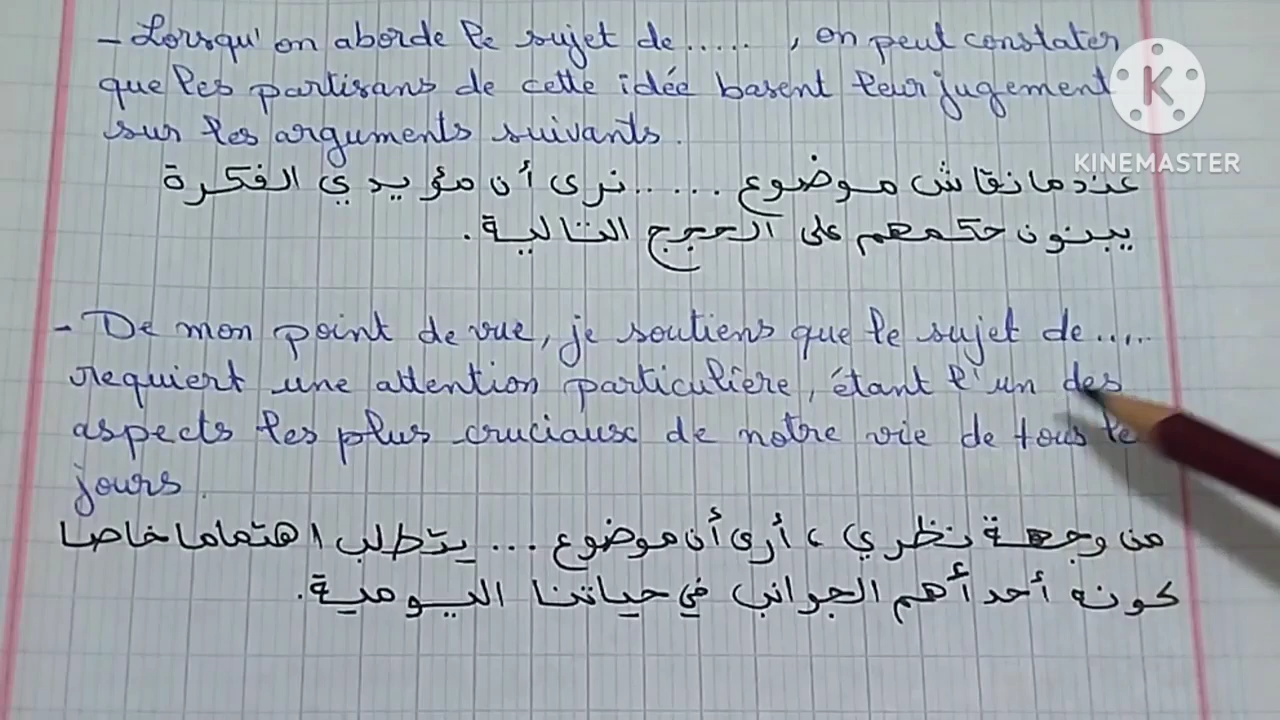 - Lorsqu'on aborde le sujet de ..... , on peut constater
que les partisans de cette idée basent leur jugement
sur les arguments suivants.
KINEMASTER
عندما نقاش موضوع ..... نرى أن مؤيدي الفكرة
يبنون حكمهم على الحجج التالية.
- De mon point de vue, je soutiens que le sujet de .....
requiert une attention particulière, étant l'un des
aspects les plus cruciaux de notre vie de tous le
jours.
من وجهة نظري، أرى أن موضوع ... يتطلب اهتماما خاصا
كونه أحد أهم الجوانب في حياتنا اليومية.